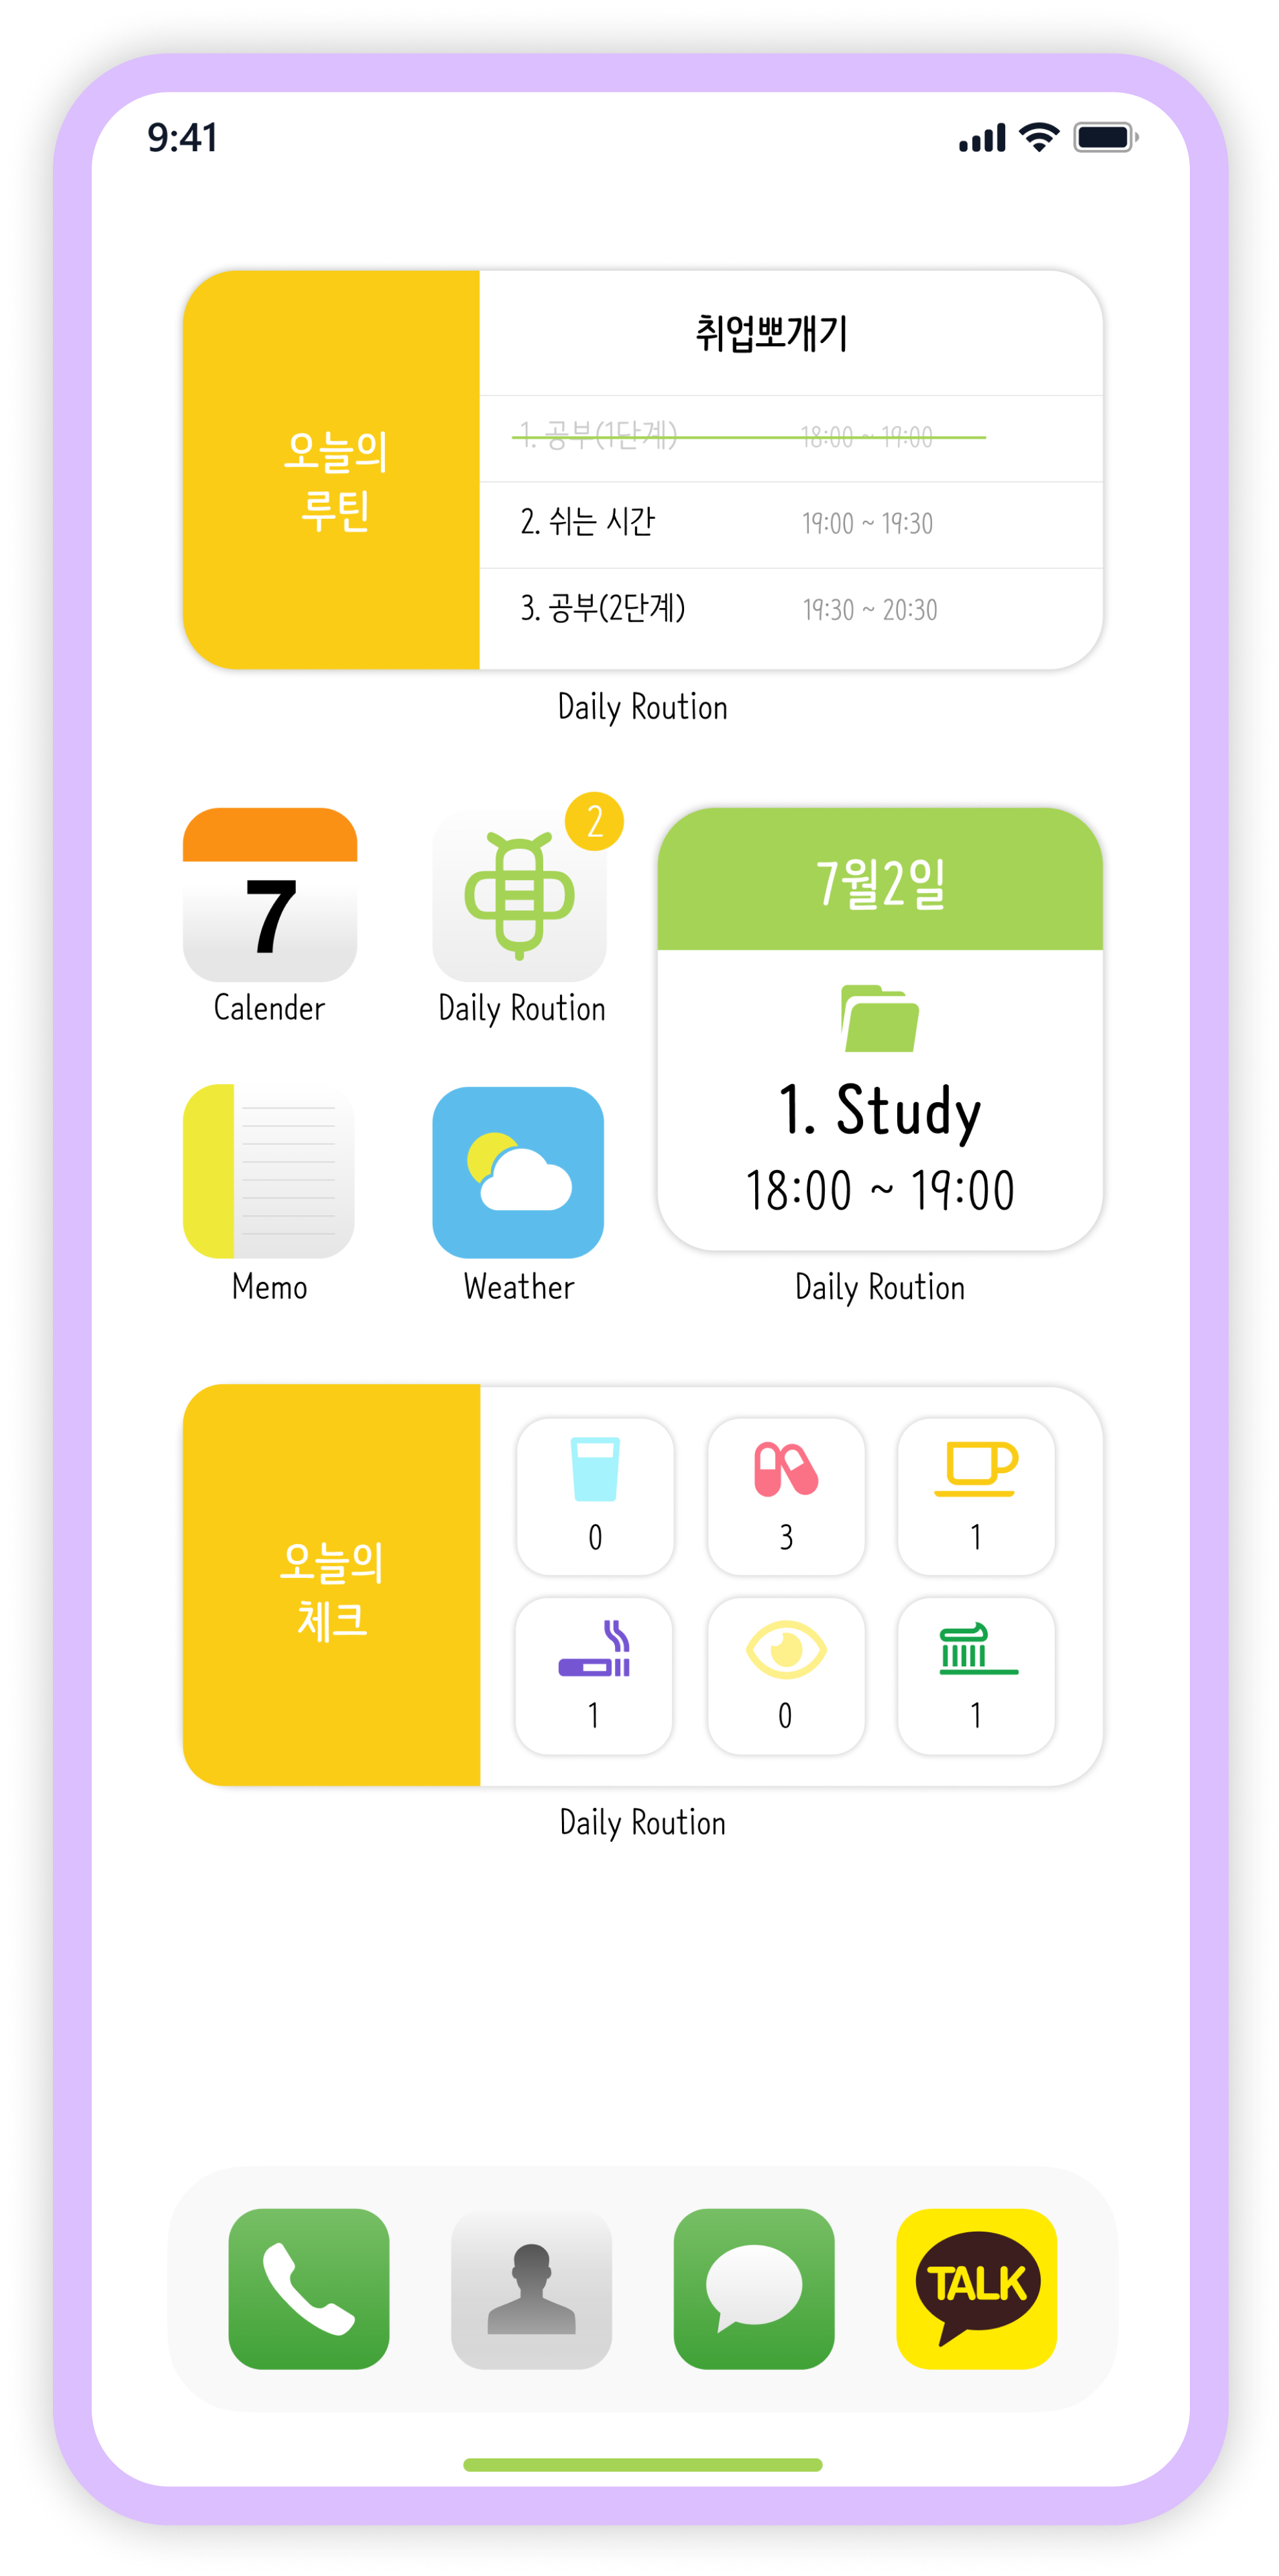 9:41
오늘의
루틴
취업뽀개기
1. 공부(1단계) 18:00 ~ 19:00
2. 쉬는 시간 19:00 ~ 19:30
3. 공부(2단계) 19:30 ~ 20:30
Daily Roution
7
Calender
2
Daily Roution
Memo
Weather
7월2일
1. Study
18:00 ~ 19:00
Daily Roution
오늘의
체크
0 3 1
1 0 1
Daily Roution
TALK